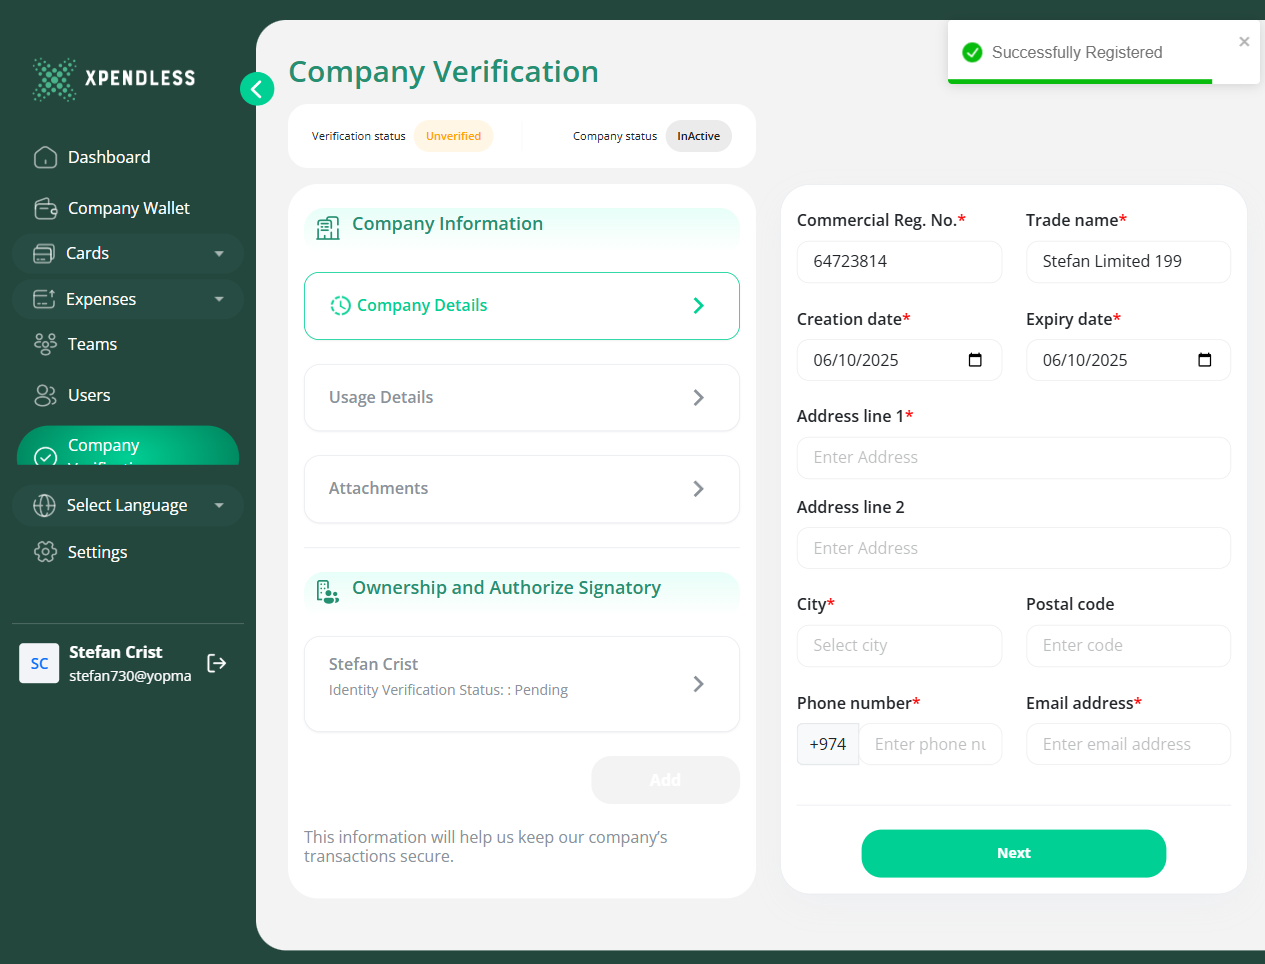 XPENDLESS
Dashboard
Company Wallet
Cards
Expenses
Teams
Users
Company
Select Language
Settings
SC
Stefan Crist
stefan730@yopma
Company Verification
Successfully Registered
Verification status
Unverified
Company status
InActive
Company Information
Company Details
Usage Details
Attachments
Ownership and Authorize Signatory
Stefan Crist
Identity Verification Status: : Pending
Add
This information will help us keep our company’s
transactions secure.
Commercial Reg. No.*
Trade name*
64723814
Stefan Limited 199
Creation date*
Expiry date*
06/10/2025
06/10/2025
Address line 1*
Enter Address
Address line 2
Enter Address
City*
Postal code
Select city
Enter code
Phone number*
Email address*
+974
Enter phone nu
Enter email address
Next